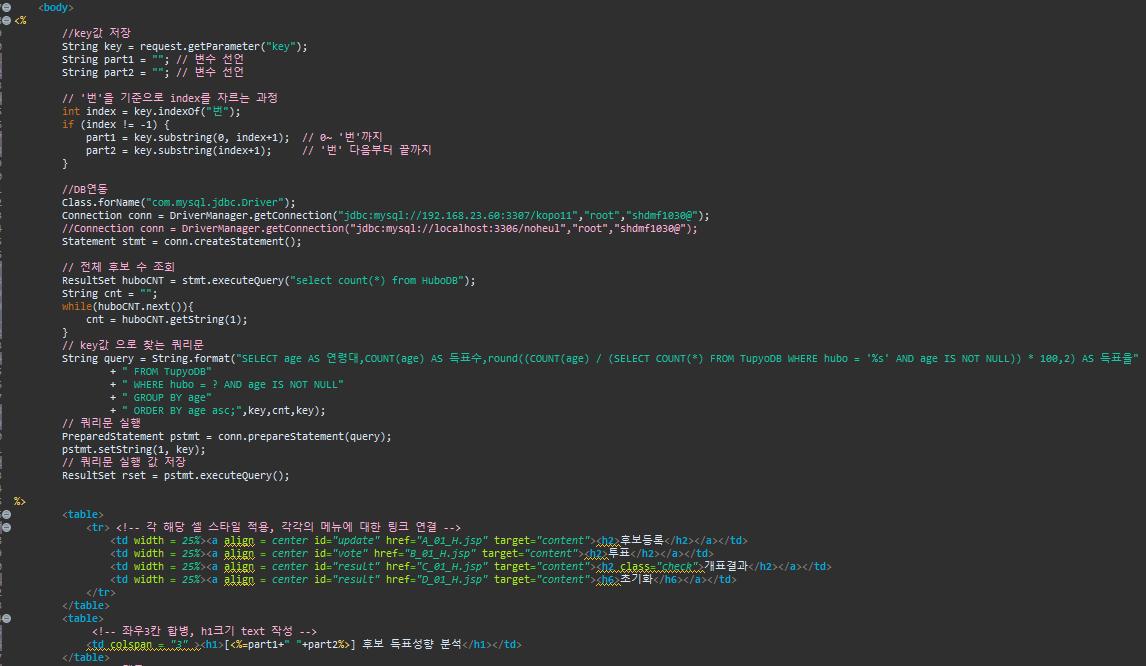 <body>
<%
//key값 저장
String key = request.getParameter("key");
String part1 = ""; // 변수 선언
String part2 = ""; // 변수 선언
// '번'을 기준으로 index를 자르는 과정
int index = key.indexOf("번");
if (index != -1) {
part1 = key.substring(0, index+1);  // 0~ '번'까지
part2 = key.substring(index+1);     // '번' 다음부터 끝까지
}
//DB연동
Class.forName("com.mysql.jdbc.Driver");
Connection conn = DriverManager.getConnection("jdbc:mysql://192.168.23.60:3307/kopo11","root","shdmf1030@");
//Connection conn = DriverManager.getConnection("jdbc:mysql://localhost:3306/noheul","root","shdmf1030@");
Statement stmt = conn.createStatement();
// 전체 후보 수 조회
ResultSet huboCNT = stmt.executeQuery("select count(*) from HuboDB");
String cnt = "";
while(huboCNT.next()){
cnt = huboCNT.getString(1);
}
// key값 으로 찾는 쿼리문
String query = String.format("SELECT age AS 연령대,COUNT(age) AS 득표수,round((COUNT(age) / (SELECT COUNT(*) FROM TupyoDB WHERE hubo = '%s' AND age IS NOT NULL)) * 100,2) AS 득표율"
+ " FROM TupyoDB"
+ " WHERE hubo = ? AND age IS NOT NULL"
+ " GROUP BY age"
+ " ORDER BY age asc;",key,cnt,key);
// 쿼리문 실행
PreparedStatement pstmt = conn.prepareStatement(query);
pstmt.setString(1, key);
// 쿼리문 실행 값 저장
ResultSet rset = pstmt.executeQuery();
%>
<table>
<tr> <!-- 각 해당 셀 스타일 적용, 각각의 메뉴에 대한 링크 연결 -->
<td width = 25%><a align = center id="update" href="A_01_H.jsp" target="content"><h2>후보등록</h2></a></td>
<td width = 25%><a align = center id="vote" href="B_01_H.jsp" target="content"><h2>투표</h2></a></td>
<td width = 25%><a align = center id="result" href="C_01_H.jsp" target="content"><h2 class="check">개표결과</h2></a></td>
<td width = 25%><a align = center id="result" href="D_01_H.jsp" target="content"><h6>초기화</h6></a></td>
</tr>
</table>
<table>
<!-- 좌우3칸 합병, h1크기 text 작성 -->
<td colspan = "3" ><h1>[<%=part1+" "+part2%>] 후보 득표성향 분석</h1></td>
</table>